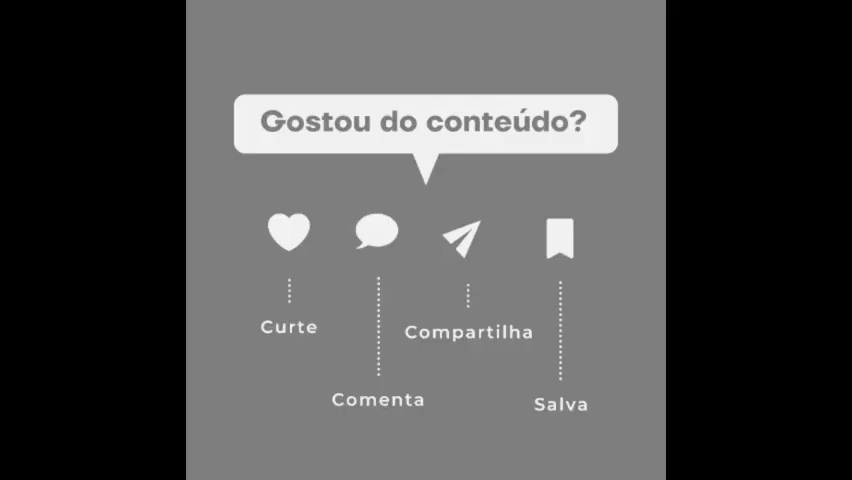 Gostou do conteúdo?
Curte
Compartilha
Comenta
Salva